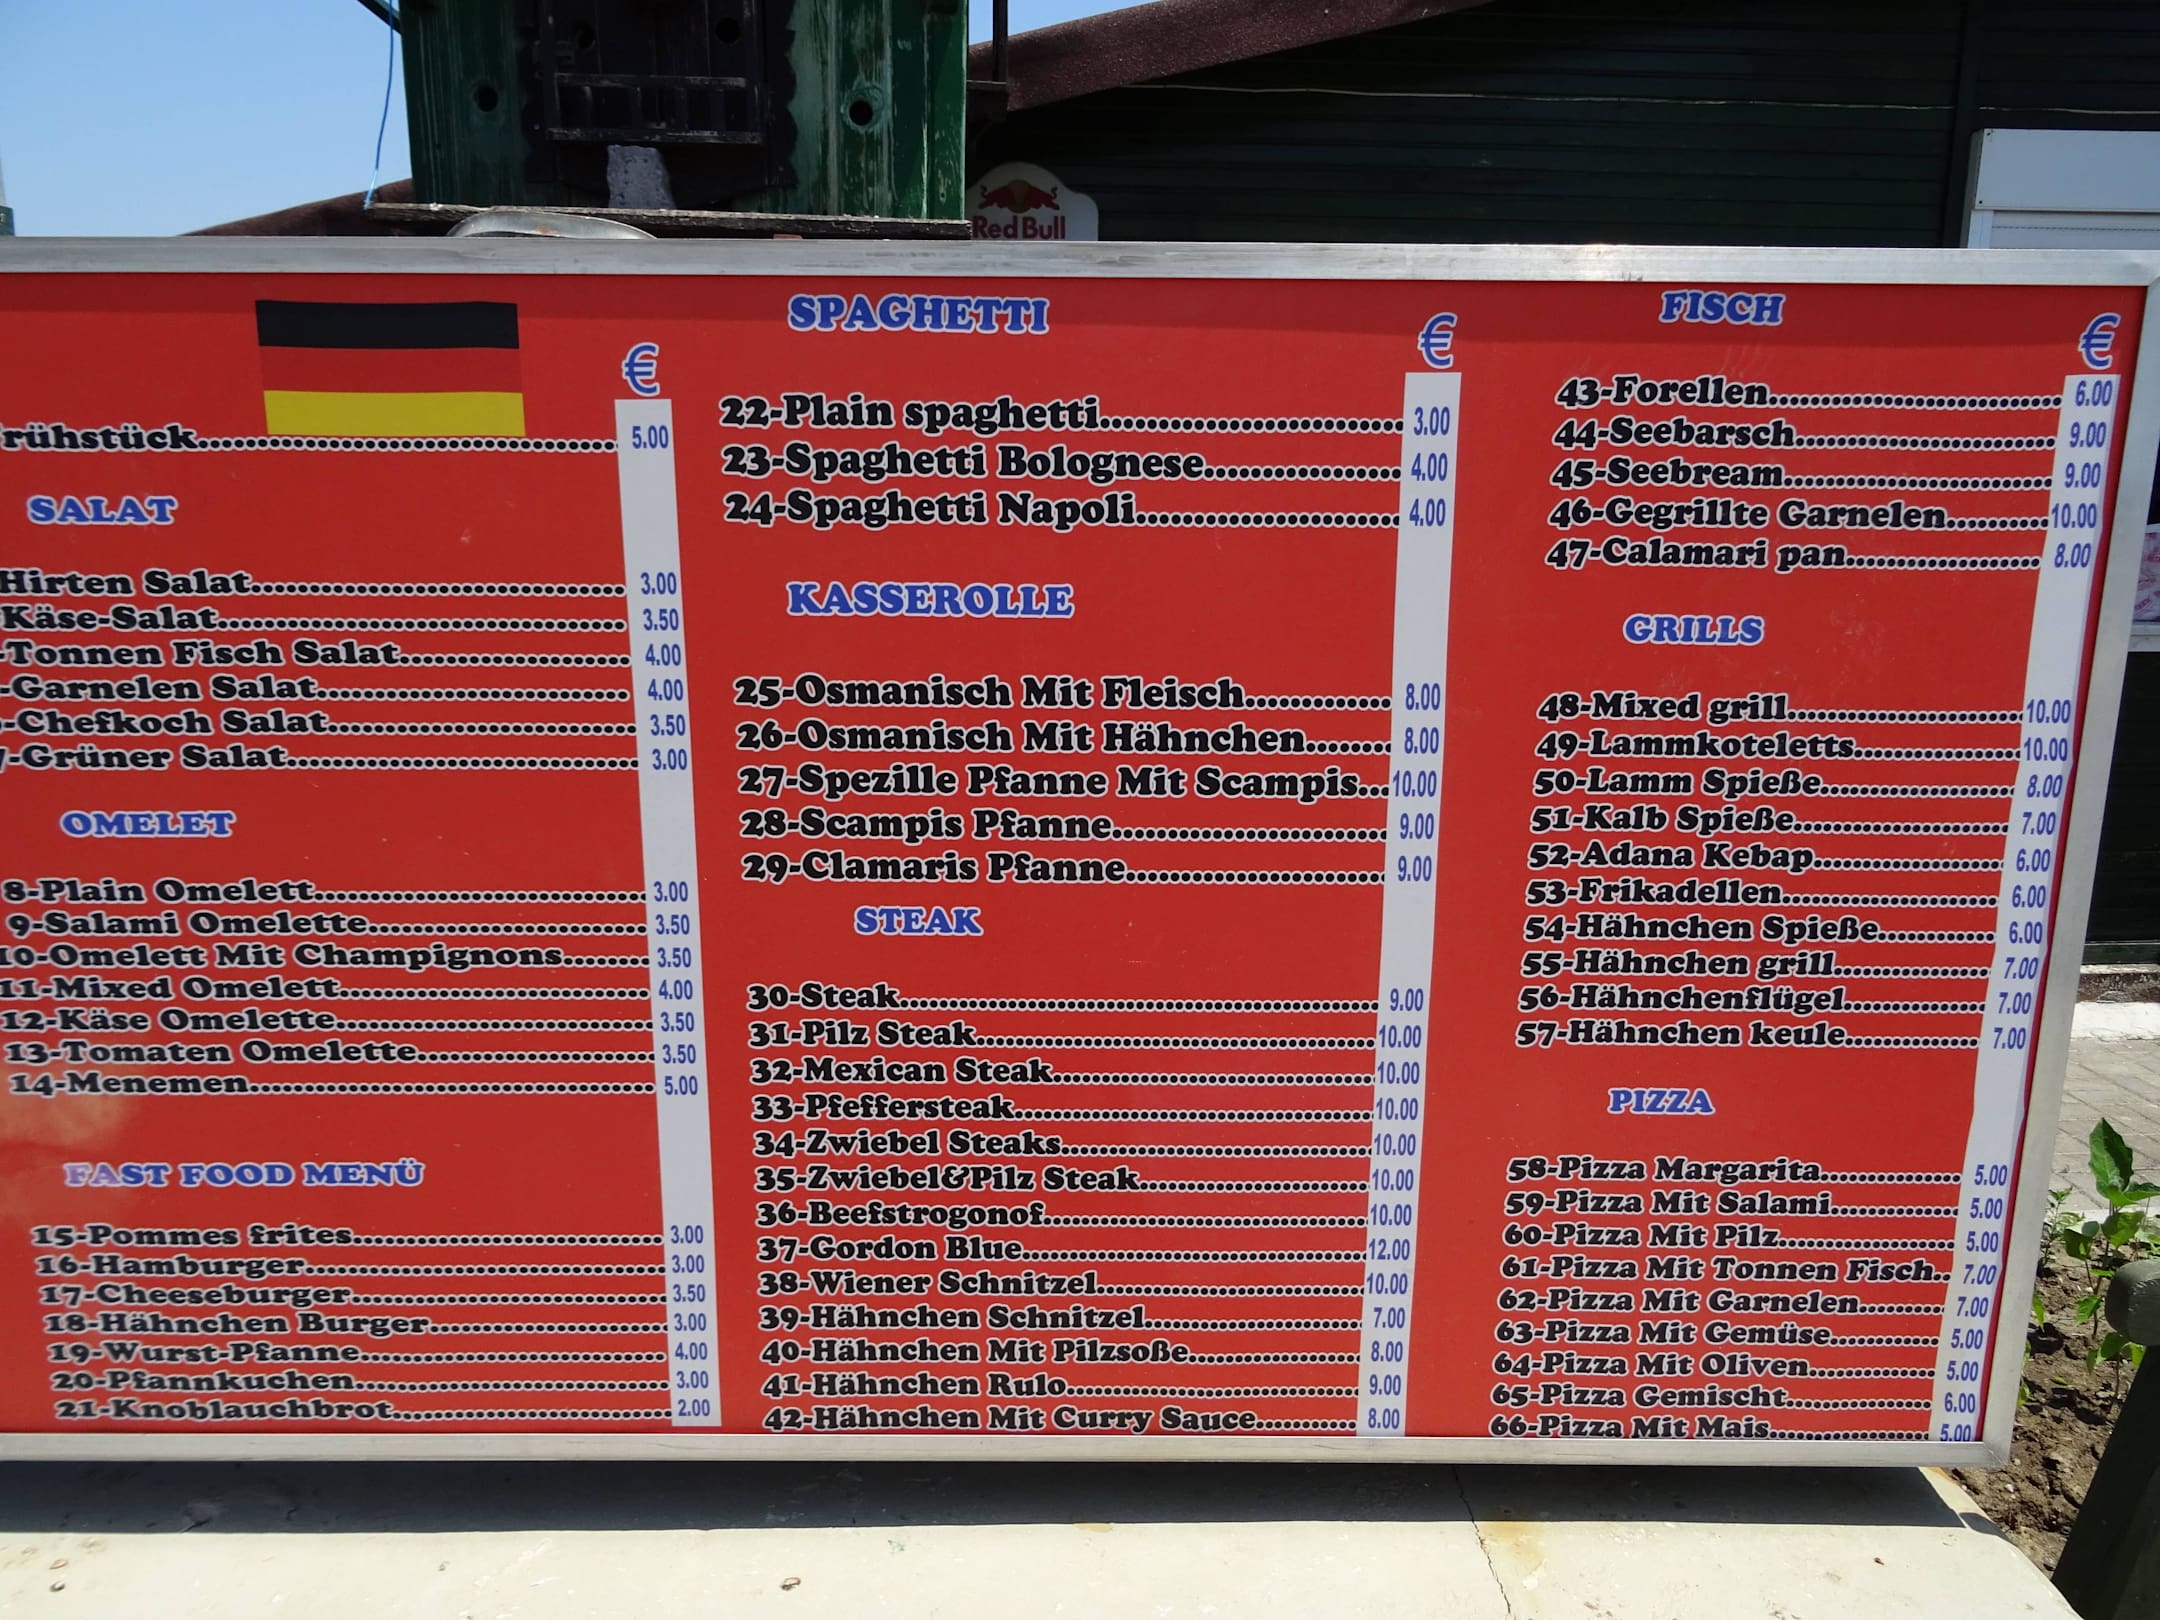 Red Bull
€
rühstück 5.00
SALAT
Hirten Salat 3.00
Käse-Salat 3.50
-Tonnen Fisch Salat 4.00
-Garnelen Salat 4.00
-Chefkoch Salat 3.50
7-Grüner Salat 3.00
OMELET
8-Plain Omelett 3.00
9-Salami Omelette 3.50
10-Omelett Mit Champignons 3.50
11-Mixed Omelett 4.00
12-Käse Omelette 3.50
13-Tomaten Omelette 3.50
14-Menemen 5.00
FAST FOOD MENÜ
15-Pommes frites 3.00
16-Hamburger 3.00
17-Cheeseburger 3.50
18-Hähnchen Burger 3.00
19-Wurst-Pfanne 4.00
20-Pfannkuchen 3.00
21-Knoblauchbrot 2.00
SPAGHETTI
€
22-Plain spaghetti 3.00
23-Spaghetti Bolognese 4.00
24-Spaghetti Napoli 4.00
KASSEROLLE
25-Osmanisch Mit Fleisch 8.00
26-Osmanisch Mit Hähnchen 8.00
27-Spezille Pfanne Mit Scampis 10.00
28-Scampis Pfanne 9.00
29-Clamaris Pfanne 9.00
STEAK
30-Steak 9.00
31-Pilz Steak 10.00
32-Mexican Steak 10.00
33-Pfeffersteak 10.00
34-Zwiebel Steaks 10.00
35-Zwiebel&Pilz Steak 10.00
36-Beefstrogonof 10.00
37-Gordon Blue 12.00
38-Wiener Schnitzel 10.00
39-Hähnchen Schnitzel 7.00
40-Hähnchen Mit Pilzsoße 8.00
41-Hähnchen Rulo 9.00
42-Hähnchen Mit Curry Sauce 8.00
FISCH
€
43-Forellen 6.00
44-Seebarsch 9.00
45-Seebream 9.00
46-Gegrillte Garnelen 10.00
47-Calamari pan 8.00
GRILLS
48-Mixed grill 10.00
49-Lammkoteletts 10.00
50-Lamm Spieße 8.00
51-Kalb Spieße 7.00
52-Adana Kebap 6.00
53-Frikadellen 6.00
54-Hähnchen Spieße 6.00
55-Hähnchen grill 7.00
56-Hähnchenflügel 7.00
57-Hähnchen keule 7.00
PIZZA
58-Pizza Margarita 5.00
59-Pizza Mit Salami 5.00
60-Pizza Mit Pilz 5.00
61-Pizza Mit Tonnen Fisch 7.00
62-Pizza Mit Garnelen 7.00
63-Pizza Mit Gemüse 5.00
64-Pizza Mit Oliven 5.00
65-Pizza Gemischt 6.00
66-Pizza Mit Mais 5.00